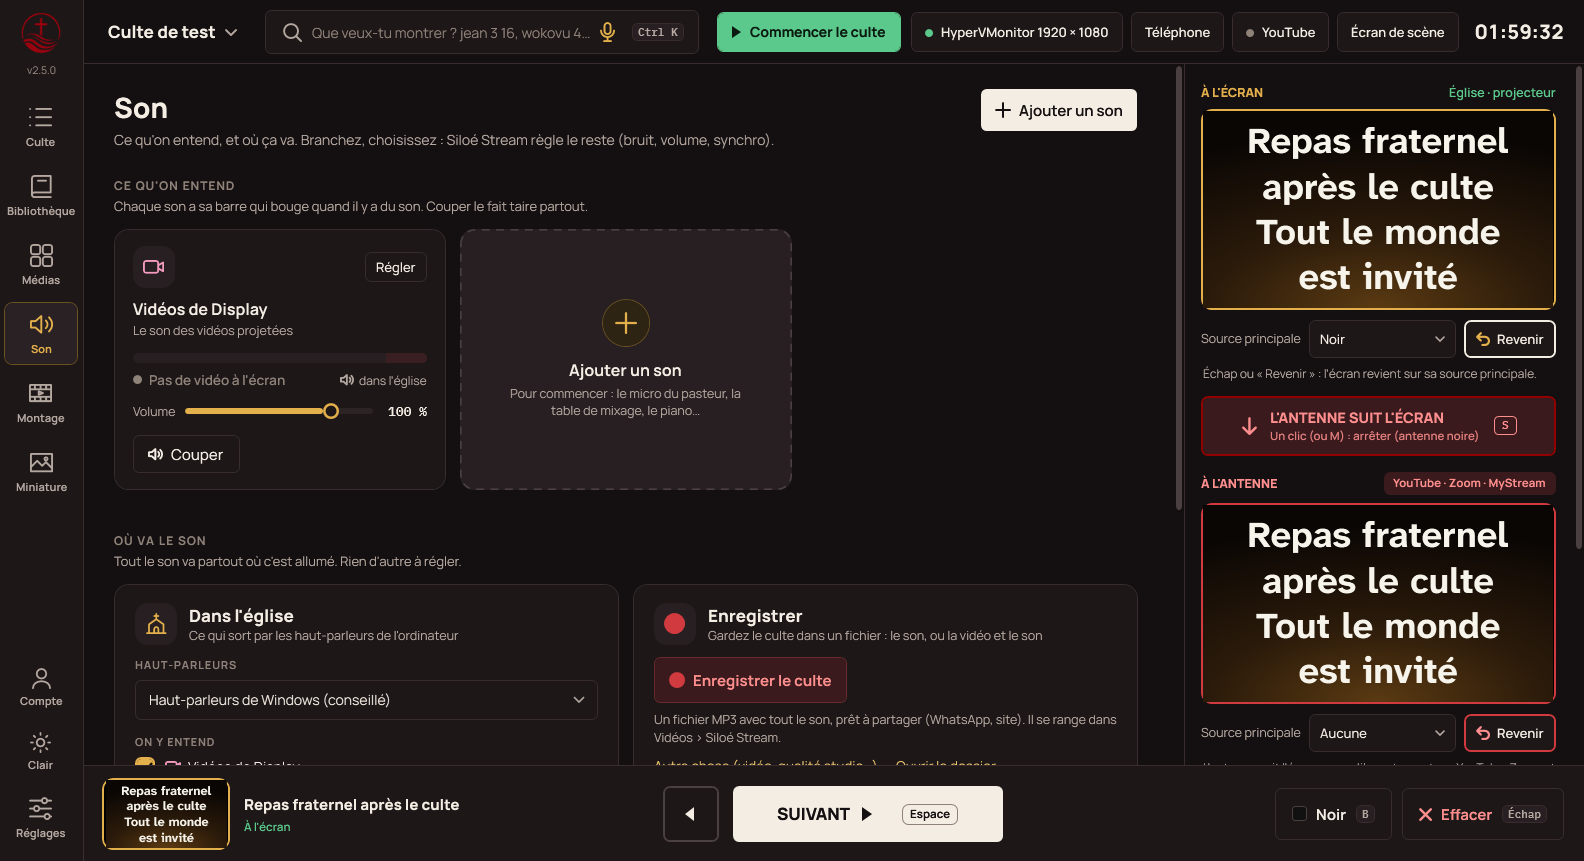 Culte de test
Que veux-tu montrer ? jean 3 16, wokovu 4...
Ctrl K
Commencer le culte
HyperVMonitor 1920 × 1080
Téléphone
YouTube
Écran de scène
01:59:32
v2.5.0
Culte
Bibliothèque
Médias
Son
Montage
Miniature
Compte
Clair
Réglages
Son
Ajouter un son
Ce qu'on entend, et où ça va. Branchez, choisissez : Siloé Stream règle le reste (bruit, volume, synchro).
CE QU'ON ENTEND
Chaque son a sa barre qui bouge quand il y a du son. Couper le fait taire partout.
Régler
Vidéos de Display
Le son des vidéos projetées
Pas de vidéo à l'écran
dans l'église
Volume
100 %
Couper
Ajouter un son
Pour commencer : le micro du pasteur, la
table de mixage, le piano...
OÙ VA LE SON
Tout le son va partout où c'est allumé. Rien d'autre à régler.
Dans l'église
Ce qui sort par les haut-parleurs de l'ordinateur
HAUT-PARLEURS
Haut-parleurs de Windows (conseillé)
ON Y ENTEND
Vidéos de Display
Enregistrer
Gardez le culte dans un fichier : le son, ou la vidéo et le son
Enregistrer le culte
Un fichier MP3 avec tout le son, prêt à partager (WhatsApp, site). Il se range dans
Vidéos > Siloé Stream.
À L'ÉCRAN
Église · projecteur
Repas fraternel
après le culte
Tout le monde
est invité
Source principale
Noir
Revenir
Échap ou « Revenir » : l'écran revient sur sa source principale.
L'ANTENNE SUIT L'ÉCRAN
Un clic (ou M) : arrêter (antenne noire)
S
À L'ANTENNE
YouTube · Zoom · MyStream
Repas fraternel
après le culte
Tout le monde
est invité
Source principale
Aucune
Revenir
Repas fraternel
après le culte
Tout le monde
est invité
Repas fraternel après le culte
À l'écran
SUIVANT
Espace
Noir
B
Effacer
Échap